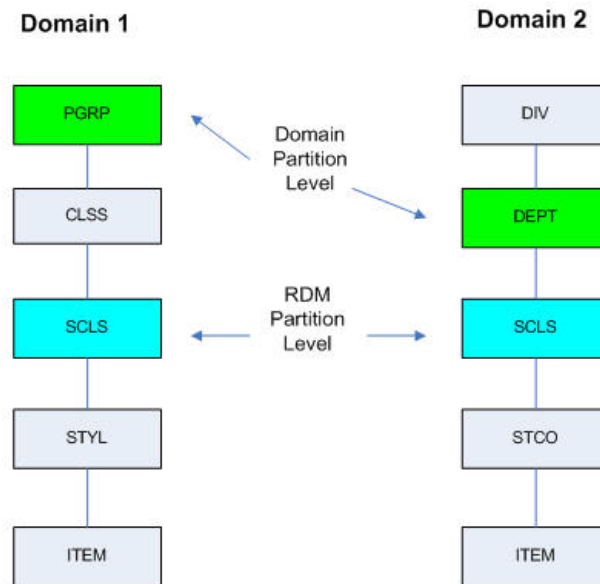 Domain 1
Domain 2
PGRP
DIV
Domain
Partition
Level
CLSS
DEPT
RDM
Partition
Level
SCLS
SCLS
STYL
STCO
ITEM
ITEM